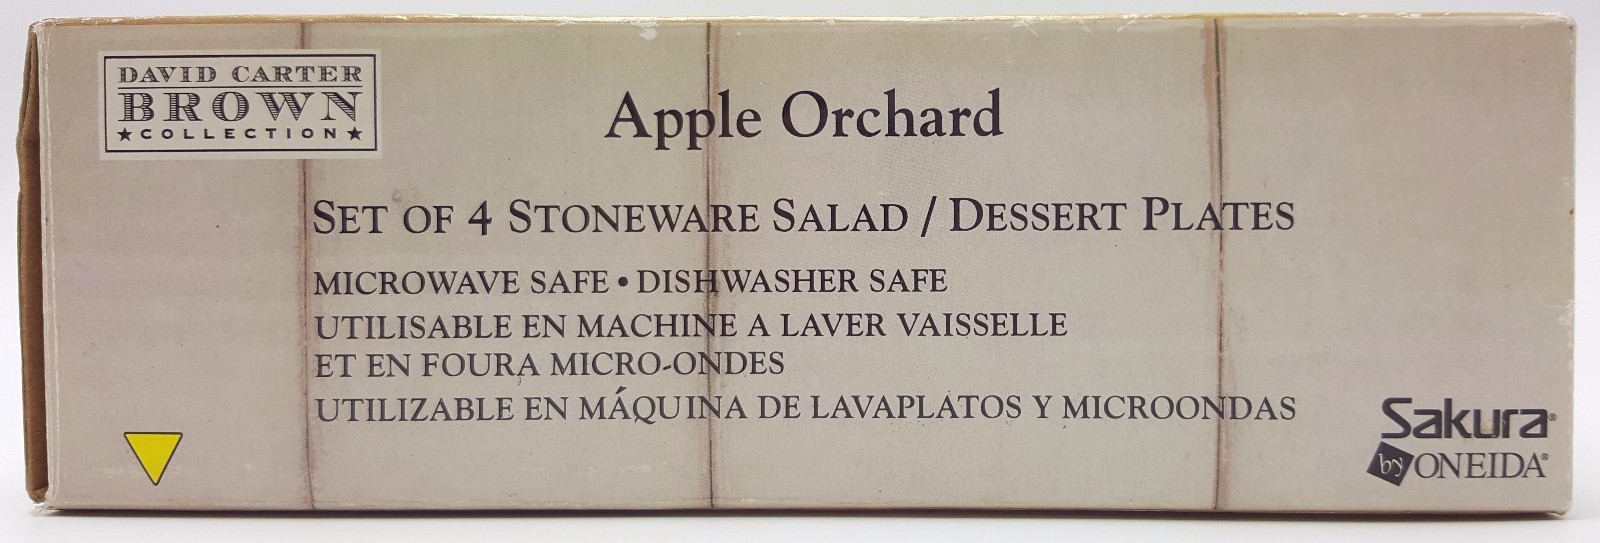 DAVID CARTER
BROWN
★COLLECTION★
Apple Orchard
SET OF 4 STONEWARE SALAD / DESSERT PLATES
MICROWAVE SAFE • DISHWASHER SAFE
UTILISABLE EN MACHINE A LAVER VAISSELLE
ET EN FOURA MICRO-ONDES
UTILIZABLE EN MÁQUINA DE LAVAPLATOS Y MICROONDAS
Sakura®
by ONEIDA®